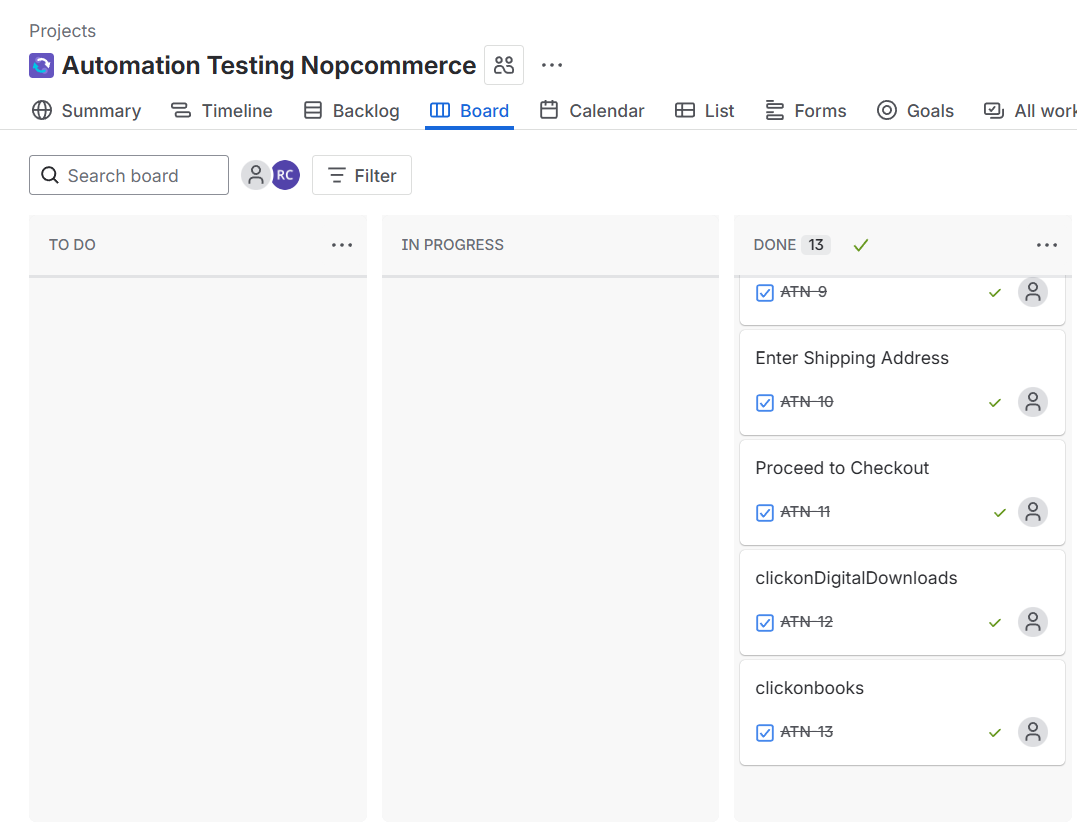 Projects
Automation Testing Nopcommerce
Summary Timeline Backlog Board Calendar List Forms Goals All work
Search board RC Filter
TO DO IN PROGRESS DONE 13
ATN-9
Enter Shipping Address
ATN-10
Proceed to Checkout
ATN-11
clickonDigitalDownloads
ATN-12
clickonbooks
ATN-13